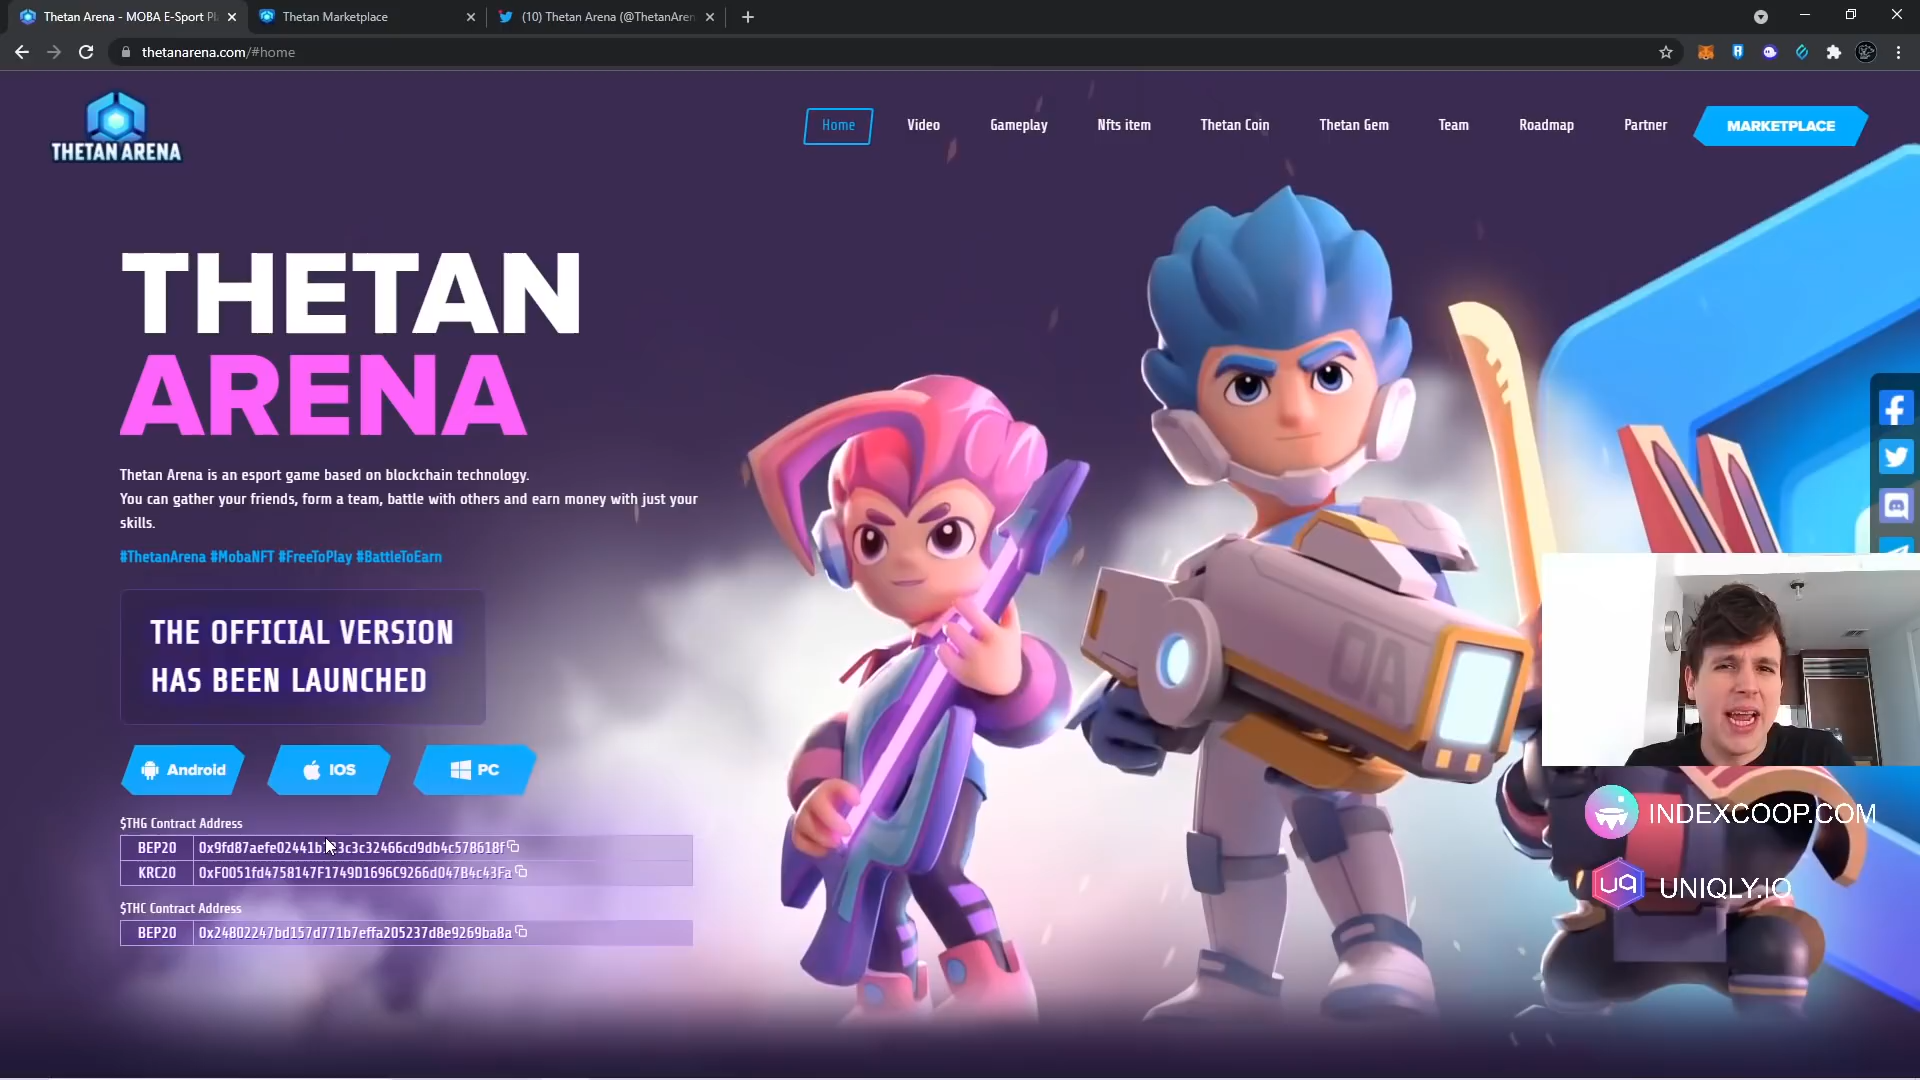 Thetan Arena - MOBA E-Sport Pl
Thetan Marketplace
(10) Thetan Arena (@ThetanAren
thetanarena.com/#home
THETAN ARENA
Home
Video
Gameplay
Nfts item
Thetan Coin
Thetan Gem
Team
Roadmap
Partner
MARKETPLACE
THETAN
ARENA
Thetan Arena is an esport game based on blockchain technology.
You can gather your friends, form a team, battle with others and earn money with just your
skills.
#ThetanArena #MobaNFT #FreeToPlay #BattleToEarn
THE OFFICIAL VERSION
HAS BEEN LAUNCHED
Android
IOS
PC
$THG Contract Address
BEP20
KRC20 0xF0051fd4758147F1749D1696C9266d047B4c43Fa
$THC Contract Address
BEP20 0x24802247bd157d771b7effa205237d8e9269ba8a
OA
INDEXCOOP.COM
UNIQLY.IO